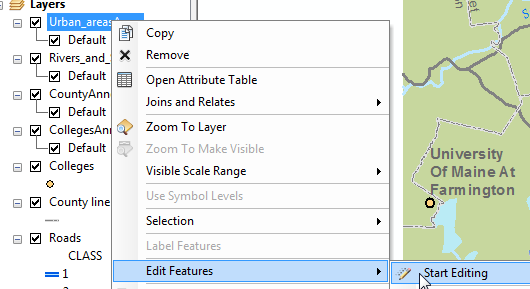 Layers
Urban_areas
Default
Rivers_and_
Default
CountyAnn
Default
CollegesAn
Default
Colleges
County line
Roads
CLASS
1
Copy
Remove
Open Attribute Table
Joins and Relates
Zoom To Layer
Zoom To Make Visible
Visible Scale Range
Use Symbol Levels
Selection
Label Features
Edit Features
Start Editing
University
Of Maine At
Farmington